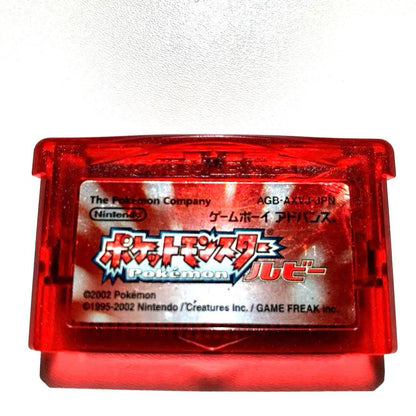 The Pokémon Company AGB-AXVJ-JPN
Nintendo ゲームボーイ アドバンス
ポケットモンスター
Pokémon ルビー
©2002 Pokémon
©1995-2002 Nintendo /Creatures Inc. / GAME FREAK inc.